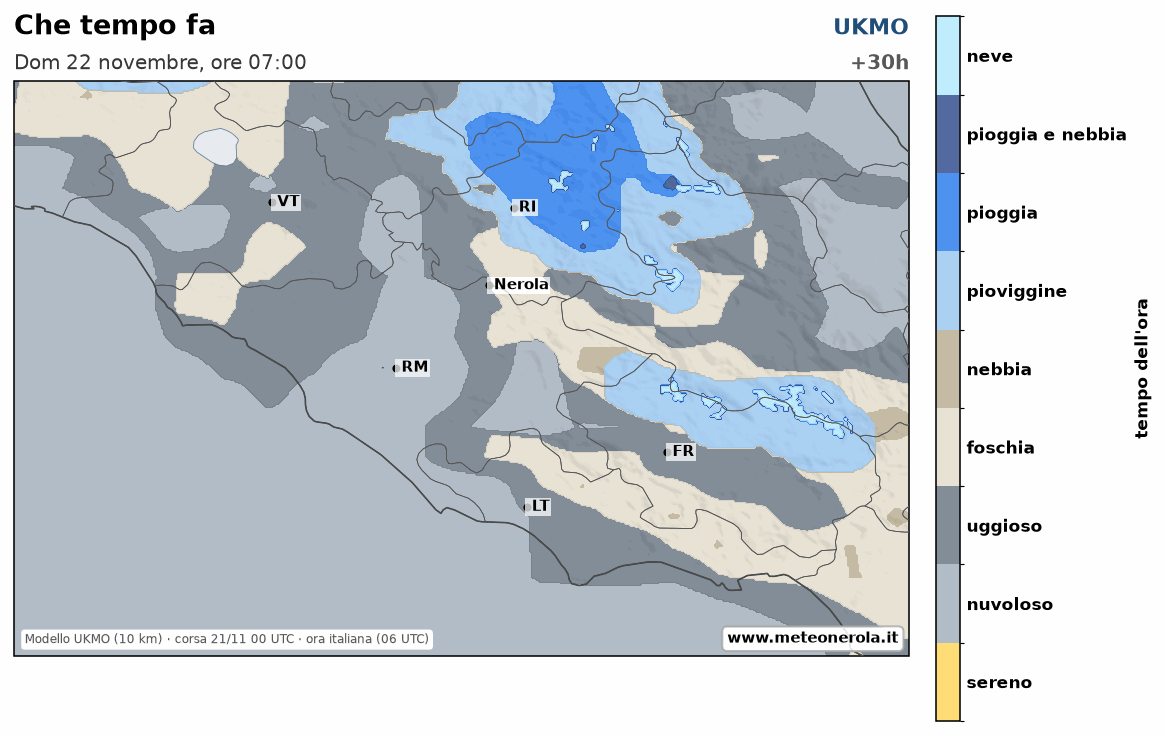 Che tempo fa
UKMO
Dom 22 novembre, ore 07:00
+30h
VT
RI
Nerola
RM
FR
LT
Modello UKMO (10 km) · corsa 21/11 00 UTC · ora italiana (06 UTC)
www.meteonerola.it
neve
pioggia e nebbia
pioggia
pioviggine
nebbia
foschia
uggioso
nuvoloso
sereno
tempo dell'ora